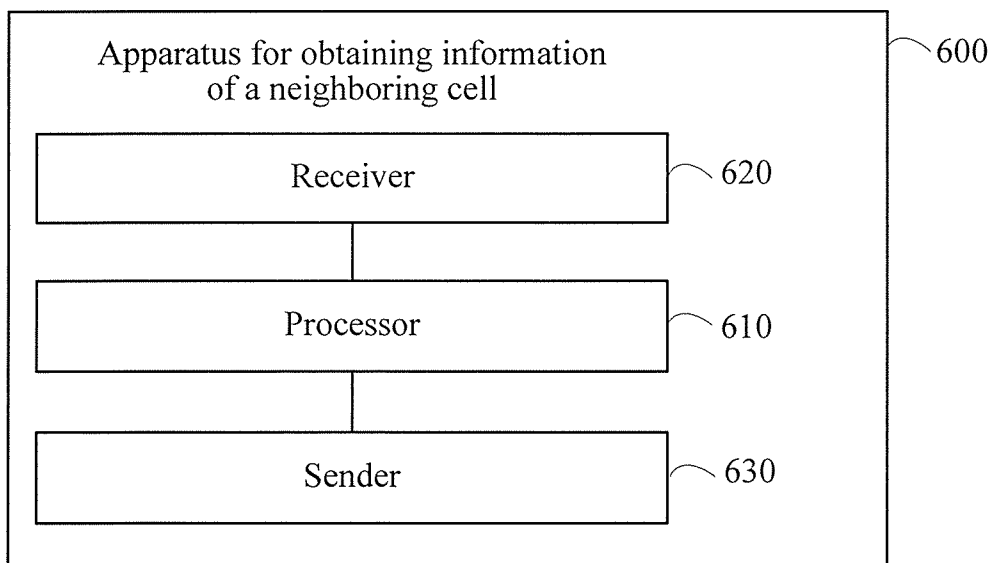 Apparatus for obtaining information
of a neighboring cell
600
Receiver
620
Processor
610
Sender
630